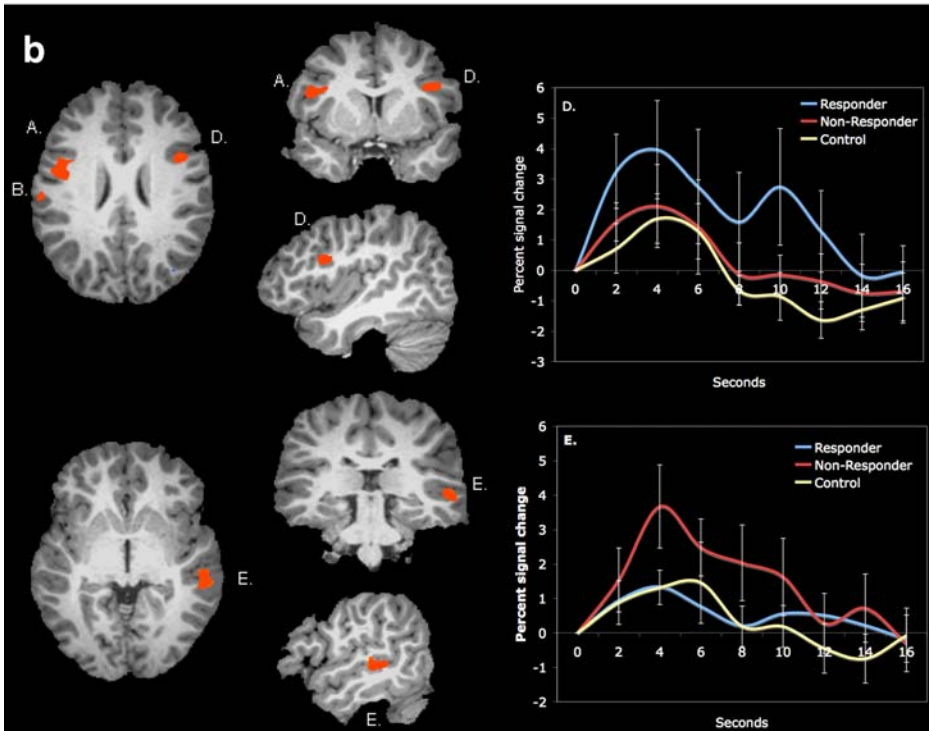 b
A.
D.
A.
D.
B.
D.
E.
E.
E.
D.
Responder
Non-Responder
Control
Percent signal change
6
5
4
3
2
1
0
-1
-2
-3
0 2 4 6 8 10 12 14 16
Seconds
E.
Responder
Non-Responder
Control
Percent signal change
6
5
4
3
2
1
0
-1
-2
0 2 4 6 8 10 12 14 16
Seconds